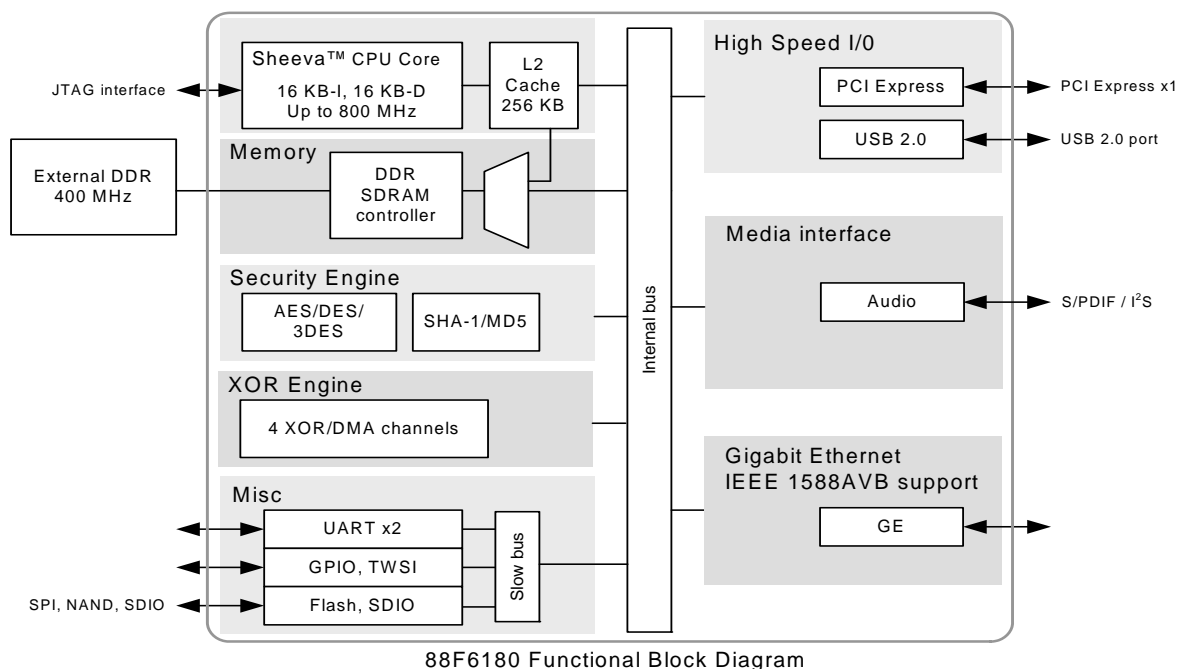 Sheeva™ CPU Core
16 KB-I, 16 KB-D
Up to 800 MHz
L2
Cache
256 KB
JTAG interface
Memory
External DDR
400 MHz
DDR
SDRAM
controller
Security Engine
AES/DES/
3DES
SHA-1/MD5
XOR Engine
4 XOR/DMA channels
Misc
UART x2
GPIO, TWSI
Flash, SDIO
SPI, NAND, SDIO
Slow bus
Internal bus
High Speed I/0
PCI Express
PCI Express x1
USB 2.0
USB 2.0 port
Media interface
Audio
S/PDIF / I²S
Gigabit Ethernet
IEEE 1588AVB support
GE
88F6180 Functional Block Diagram